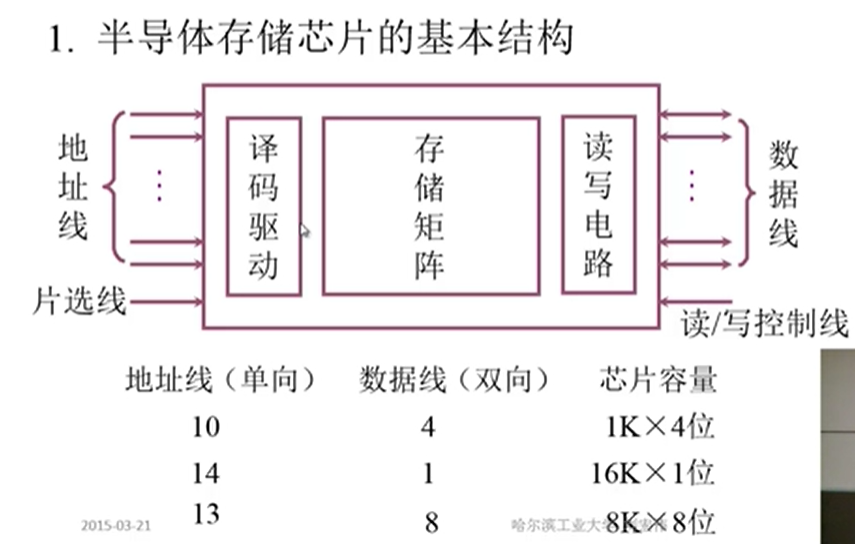 1. 半导体存储芯片的基本结构
地址线
片选线
译码驱动
存储矩阵
读写电路
数据线
读/写控制线
地址线（单向） 数据线（双向） 芯片容量
10 4 1K×4位
14 1 16K×1位
13 8 8K×8位
2015-03-21 哈尔滨工业大学